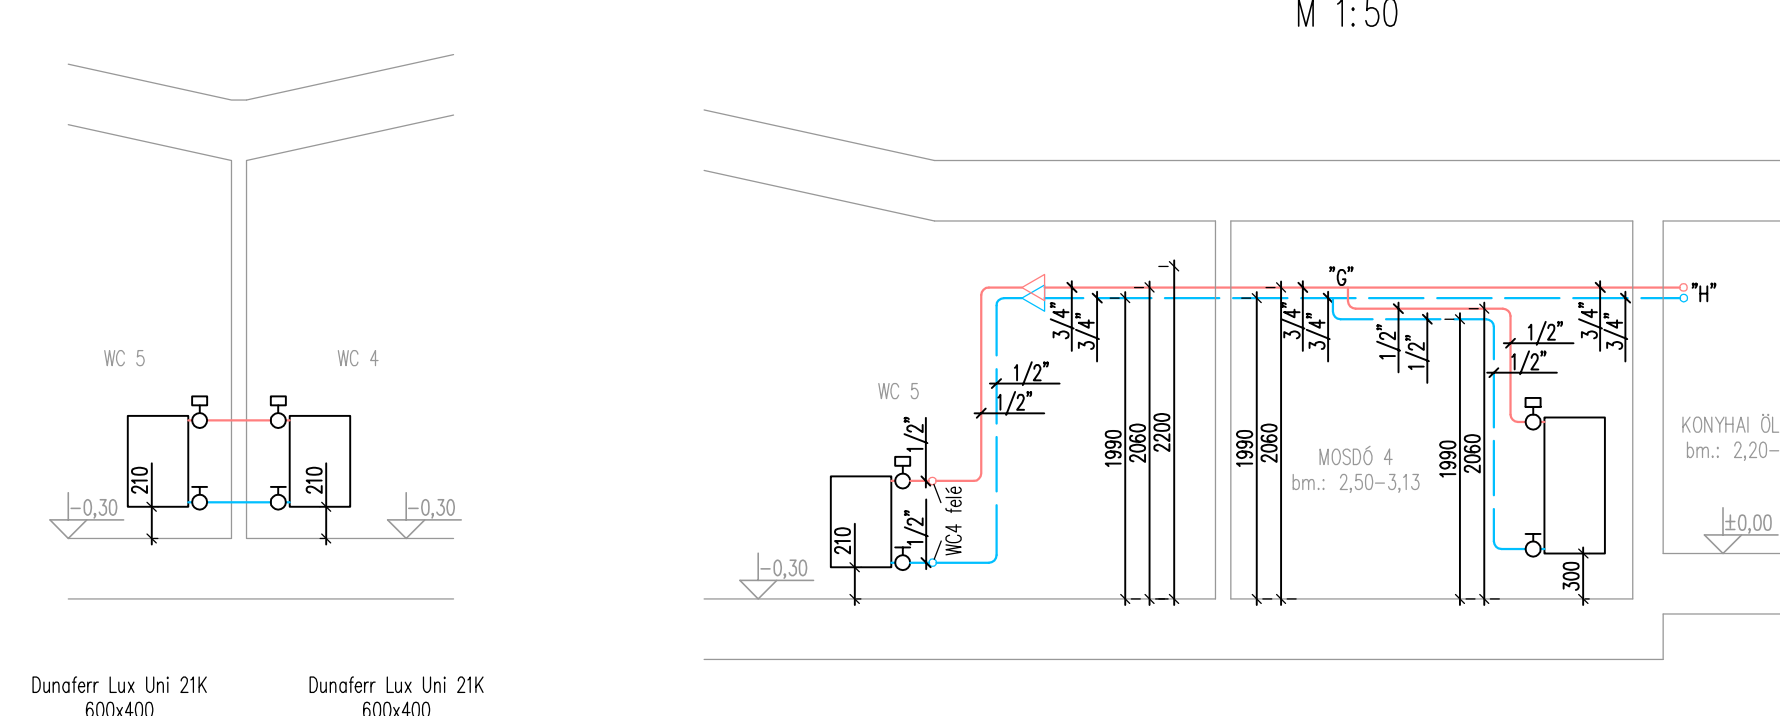 M 1:50
WC 5
WC 4
210
210
-0,30
-0,30
Dunaferr Lux Uni 21K
600x400
Dunaferr Lux Uni 21K
600x400
"G"
"H"
3/4"
3/4"
3/4"
3/4"
3/4"
3/4"
1/2"
1/2"
1/2"
1/2"
1/2"
1/2"
WC 5
1/2"
1/2"
WC4 felé
210
-0,30
1990
2060
2200
1990
2060
MOSDÓ 4
bm.: 2,50-3,13
1990
2060
300
KONYHAI ÖL
bm.: 2,20-
±0,00